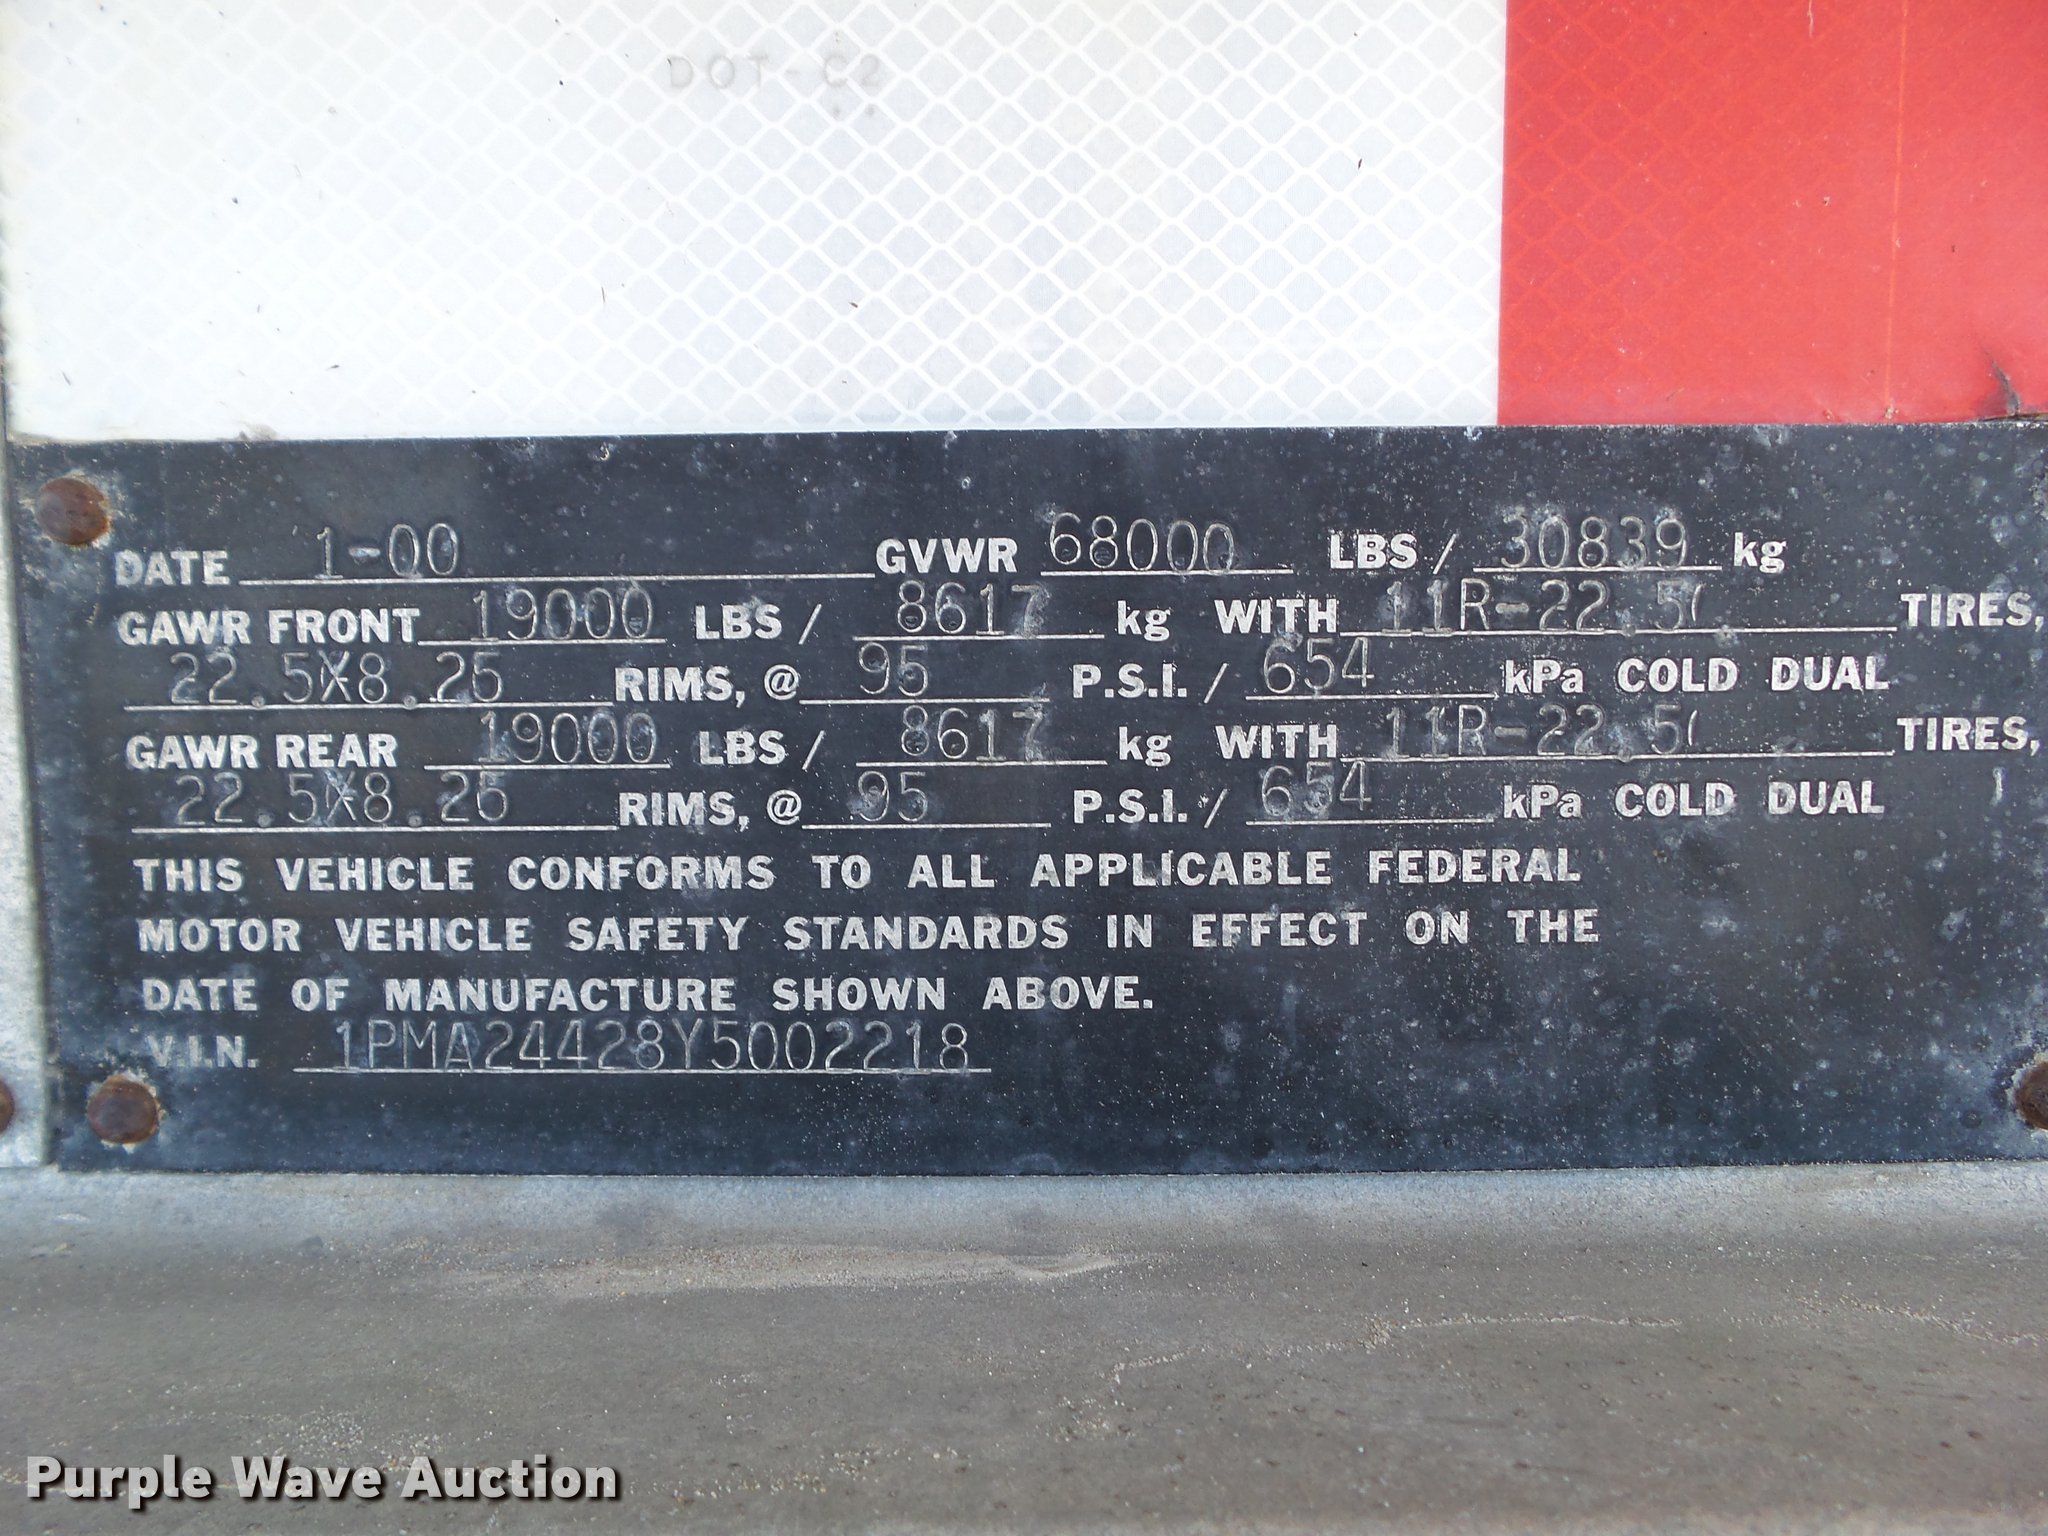 DOT-C2
DATE 1-00 GVWR 68000 LBS / 30839 kg
GAWR FRONT 19000 LBS / 8617 kg WITH 11R-22.5( TIRES,
22.5X8.25 RIMS, @ 95 P.S.I. / 654 kPa COLD DUAL
GAWR REAR 19000 LBS / 8617 kg WITH 11R-22.5( TIRES,
22.5X8.25 RIMS, @ 95 P.S.I. / 654 kPa COLD DUAL
THIS VEHICLE CONFORMS TO ALL APPLICABLE FEDERAL
MOTOR VEHICLE SAFETY STANDARDS IN EFFECT ON THE
DATE OF MANUFACTURE SHOWN ABOVE.
V.I.N. 1PMA24428Y5002218
Purple Wave Auction